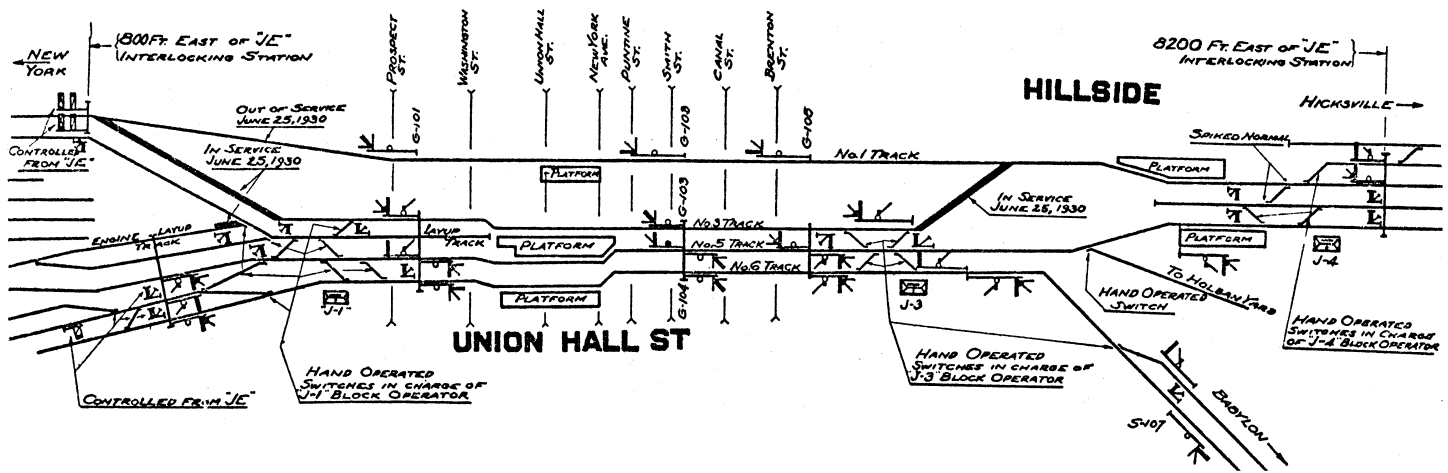 NEW
YORK
1800 FT. EAST OF "JE"
INTERLOCKING STATION
CONTROLLED
FROM "JE"
OUT OF SERVICE
JUNE 25, 1930
IN SERVICE
JUNE 25, 1930
PROSPECT
ST.
WASHINGTON
ST.
UNION HALL
ST.
NEW YORK
AVE.
PUNTINE
ST.
SMITH
ST.
CANAL
ST.
BRENTON
ST.
G-101
G-103
G-105
HILLSIDE
8200 FT. EAST OF "JE"
INTERLOCKING STATION
HICKSVILLE
SPIKED NORMAL
No. 1 TRACK
PLATFORM
PLATFORM
IN SERVICE
JUNE 25, 1930
ENGINE LAYUP
TRACK
LAYUP
TRACK
PLATFORM
G-103
No 3 TRACK
No. 5 TRACK
No. 6 TRACK
G-104
PLATFORM
PLATFORM
J-1
J-3
J-4
UNION HALL ST
HAND OPERATED
SWITCH
TO HOLBAN YARD
HAND OPERATED
SWITCHES IN CHARGE
OF "J-4" BLOCK OPERATOR
CONTROLLED FROM "JE"
HAND OPERATED
SWITCHES IN CHARGE OF
"J-1" BLOCK OPERATOR
HAND OPERATED
SWITCHES IN CHARGE OF
"J-3" BLOCK OPERATOR
S-107
BABYLON